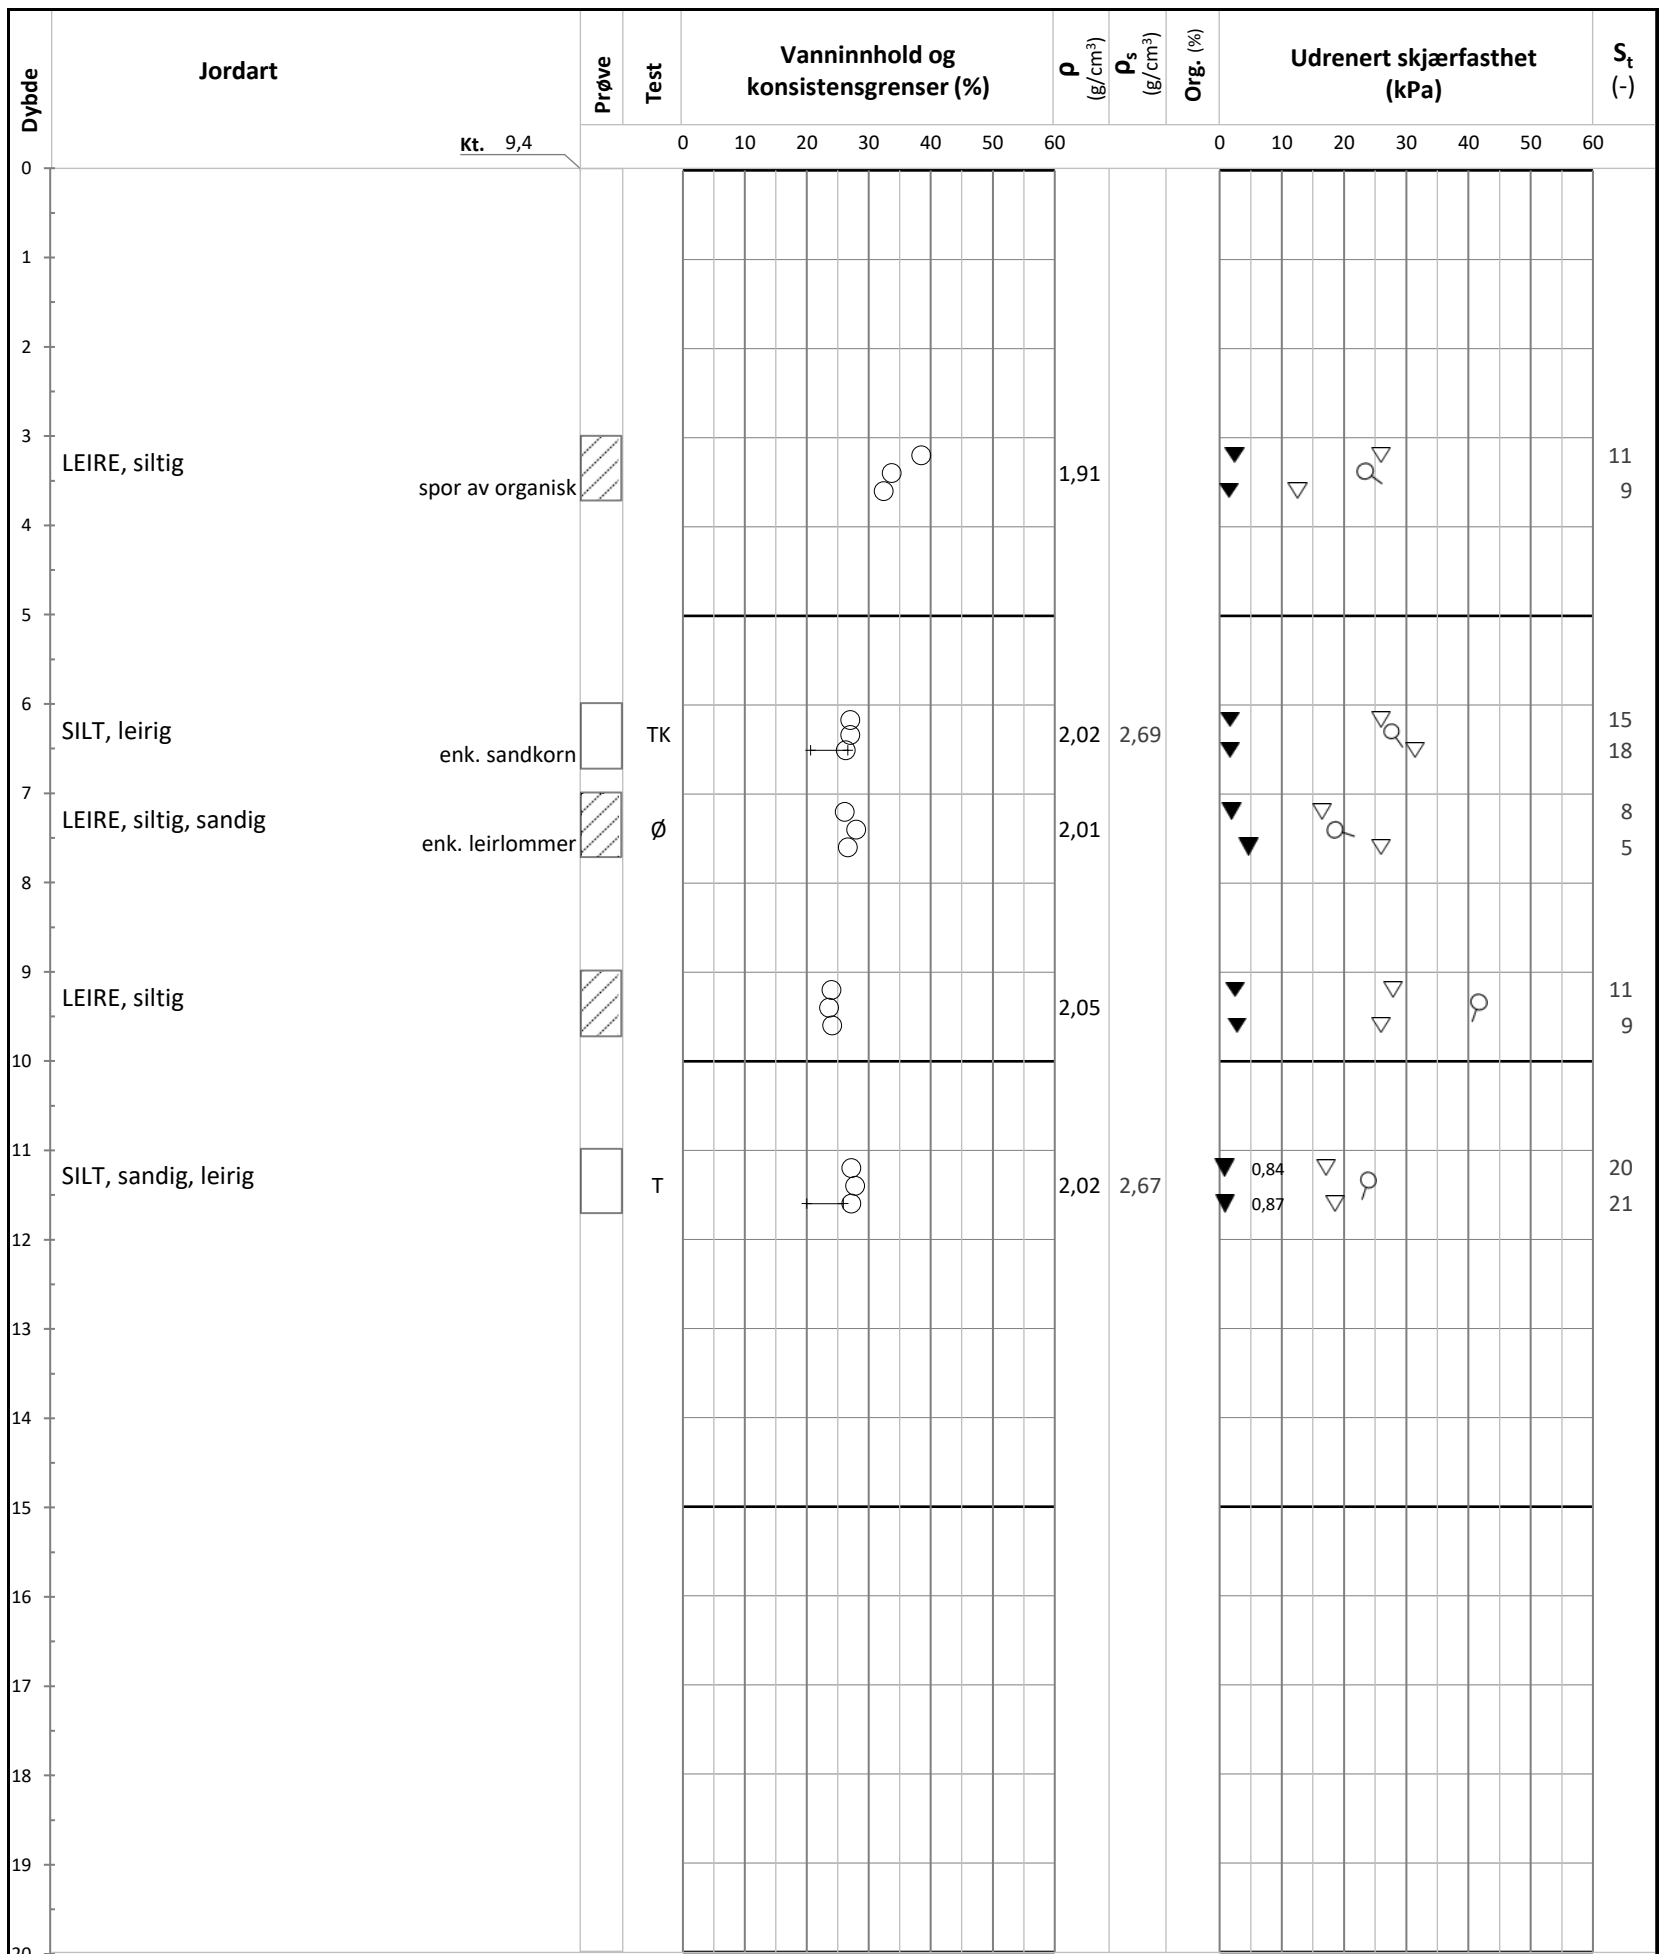 Dybde
Jordart
Prøve
Test
Vanninnhold og
konsistensgrenser (%)
ρ
(g/cm³)
ρs
(g/cm³)
Org. (%)
Udrenert skjærfasthet
(kPa)
St
(-)
Kt. 9,4
0 10 20 30 40 50 60
0 10 20 30 40 50 60
0
1
2
3
LEIRE, siltig
11
1,91
spor av organisk
9
4
5
6
15
SILT, leirig
TK
2,02 2,69
enk. sandkorn
18
7
8
LEIRE, siltig, sandig
Ø
2,01
enk. leirlommer
5
8
9
11
LEIRE, siltig
2,05
9
10
11
0,84
20
SILT, sandig, leirig
T
2,02 2,67
0,87
21
12
13
14
15
16
17
18
19
20